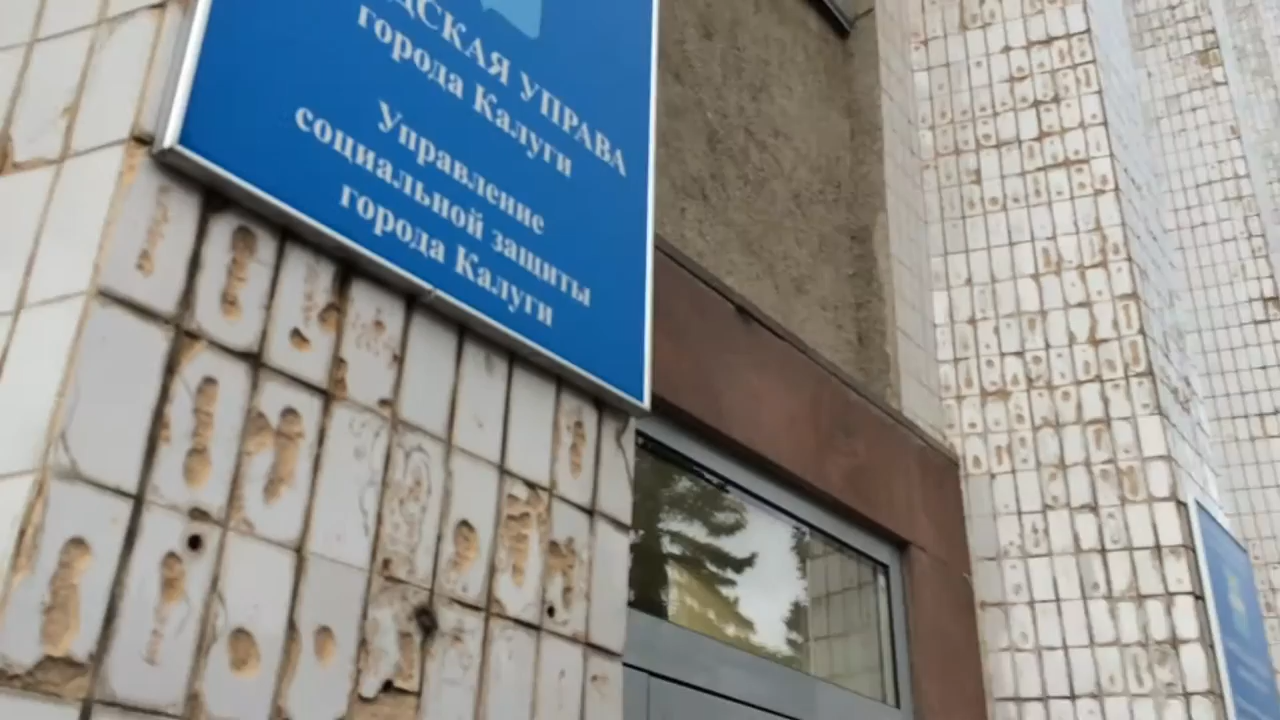 ДСКАЯ УПРАВА
города Калуги
Управление
социальной защиты
города Калуги